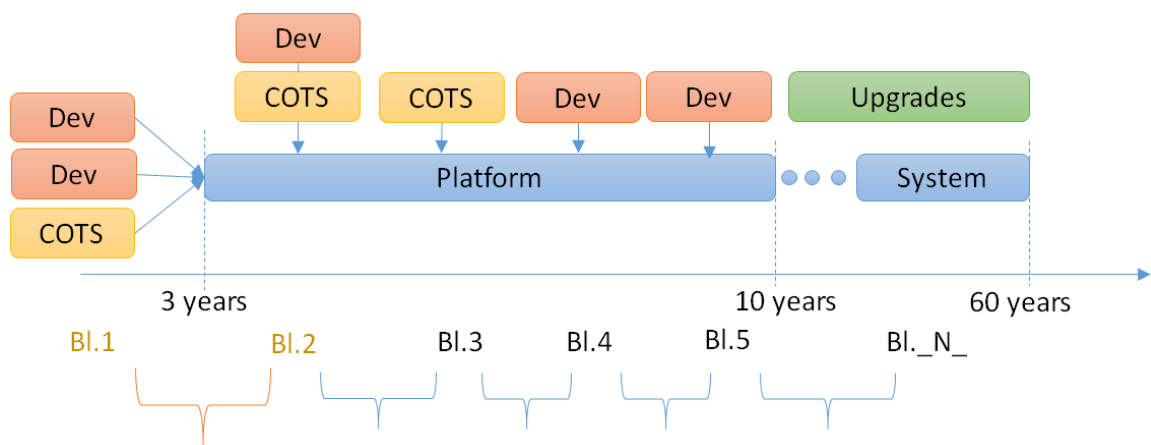 Dev
COTS
COTS
Dev
Dev
Upgrades
Dev
Dev
COTS
Platform
System
3 years
10 years
60 years
Bl.1
Bl.2
Bl.3
Bl.4
Bl.5
Bl._N_